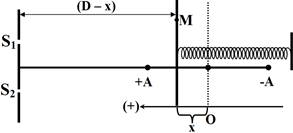 (D – x)
M
S₁
S₂
+A
-A
(+)
x
O